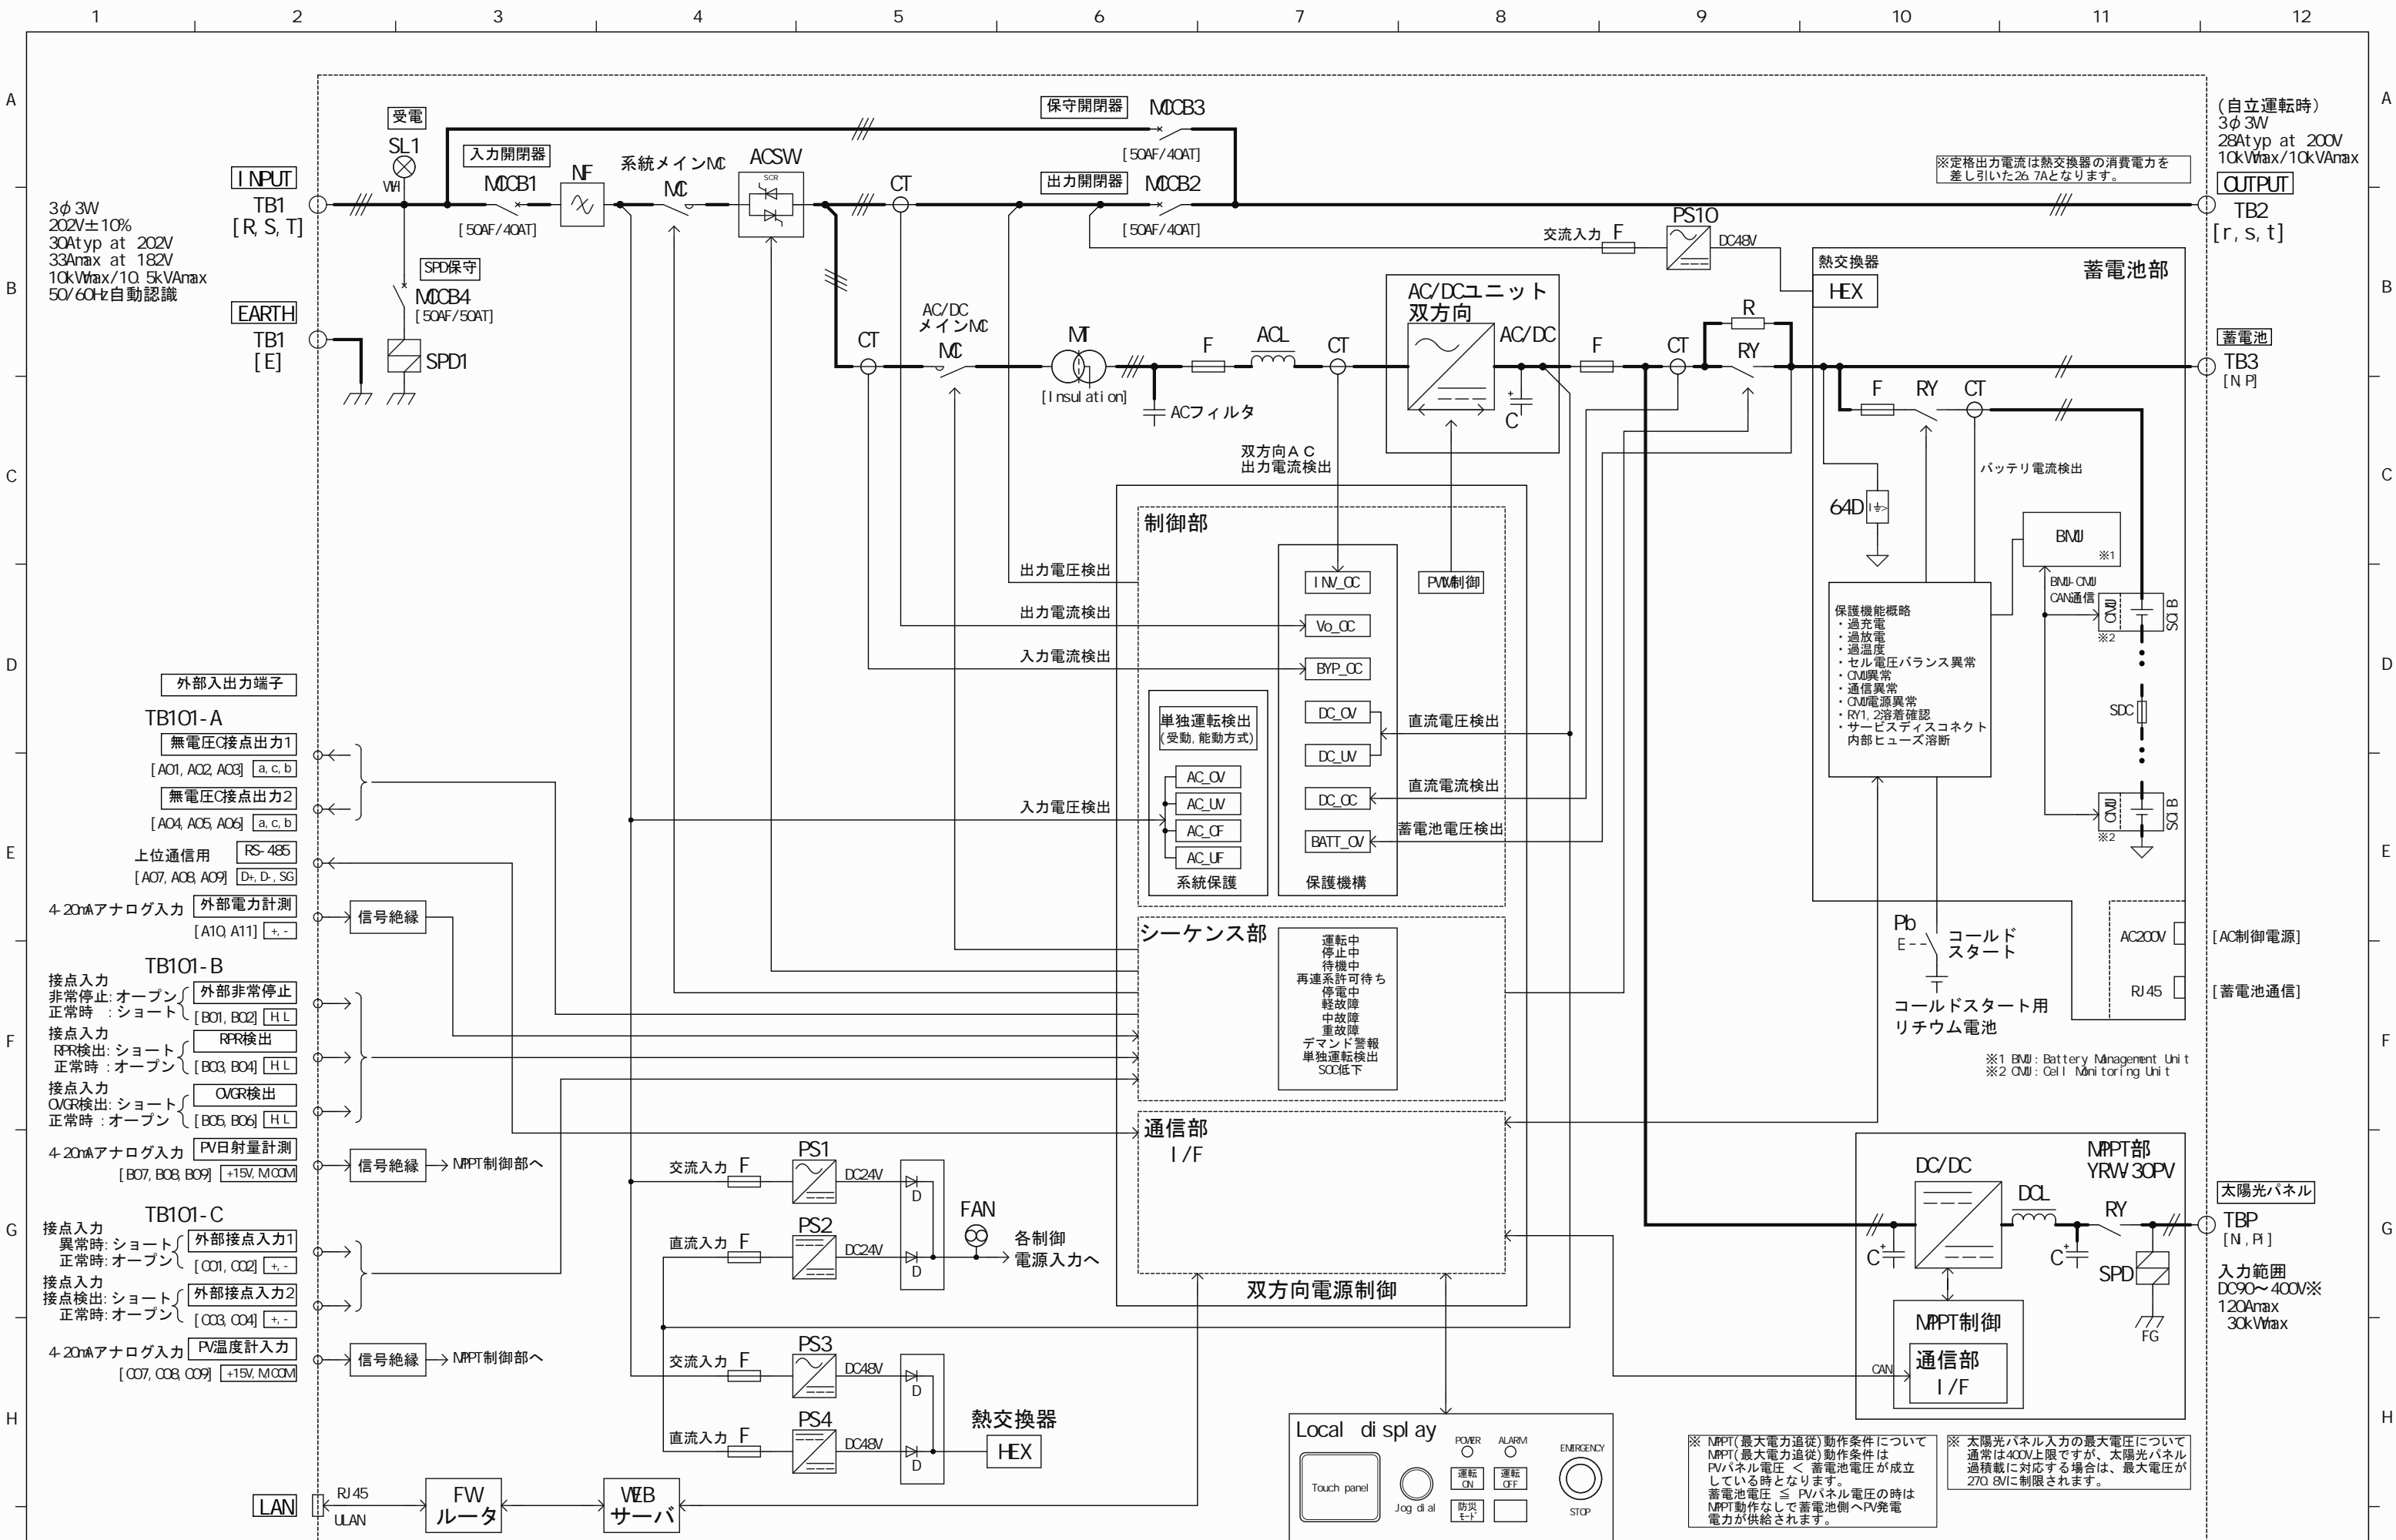 1 2 3 4 5 6 7 8 9 10 11 12
A
A
B
B
C
C
D
D
E
E
F
F
G
G
H
H
受電
SL1
WH
INPUT
TB1
[R,S,T]
3φ3W
202V±10%
30Atyp at 202V
33Amax at 182V
10kWmax/10.5kVAmax
50/60Hz自動認識
EARTH
TB1
[E]
SPD保守
MCCB4
[50AF/50AT]
SPD1
入力開閉器
MCCB1
[50AF/40AT]
NF
系統メインMC
MC
ACSW
SCR
CT
保守開閉器
MCCB3
[50AF/40AT]
出力開閉器
MCCB2
[50AF/40AT]
※定格出力電流は熱交換器の消費電力を
差し引いた26.7Aとなります。
(自立運転時)
3φ3W
28Atyp at 200V
10kWmax/10kVAmax
OUTPUT
TB2
[r,s,t]
交流入力
F
PS10
DC48V
熱交換器
HEX
蓄電池部
CT
AC/DC
メインMC
MC
MT
[Insulation]
ACフィルタ
F
ACL
CT
AC/DCユニット
双方向
AC/DC
C
F
CT
R
RY
蓄電池
TB3
[N,P]
F
RY
CT
バッテリ電流検出
64D
I
BMU
※1
BMU-CMU
CAN通信
CMU
SCiB
※2
SDC
CMU
SCiB
※2
保護機能概略
・過充電
・過放電
・過温度
・セル電圧バランス異常
・CMU異常
・通信異常
・CMU電源異常
・RY1,2溶着確認
・サービスディスコネクト
内部ヒューズ溶断
双方向AC
出力電流検出
制御部
INV_OC
PWM制御
出力電圧検出
出力電流検出
Vo_OC
入力電流検出
BYP_OC
DC_OV
直流電圧検出
DC_UV
DC_OC
直流電流検出
BATT_OV
蓄電池電圧検出
保護機構
単独運転検出
(受動,能動方式)
入力電圧検出
AC_OV
AC_UV
AC_OF
AC_UF
系統保護
シーケンス部
運転中
停止中
待機中
再連系許可待ち
停電中
軽故障
中故障
重故障
デマンド警報
単独運転検出
SOC低下
通信部
I/F
双方向電源制御
外部入出力端子
TB101-A
無電圧C接点出力1
[A01,A02,A03] a,c,b
無電圧C接点出力2
[A04,A05,A06] a,c,b
上位通信用 RS-485
[A07,A08,A09] D+,D-,SG
4-20mAアナログ入力 外部電力計測
[A10,A11] +,-
信号絶縁
TB101-B
接点入力
非常停止:オープン
正常時 :ショート
外部非常停止
[B01,B02] H,L
接点入力
RPR検出:ショート
正常時 :オープン
RPR検出
[B03,B04] H,L
接点入力
OVGR検出:ショート
正常時 :オープン
OVGR検出
[B05,B06] H,L
4-20mAアナログ入力 PV日射量計測
[B07,B08,B09] +15V,M,COM
信号絶縁
MPPT制御部へ
TB101-C
接点入力
異常時:ショート
正常時:オープン
外部接点入力1
[C01,C02] +,-
接点入力
接点検出:ショート
正常時:オープン
外部接点入力2
[C03,C04] +,-
4-20mAアナログ入力 PV温度計入力
[C07,C08,C09] +15V,M,COM
信号絶縁
MPPT制御部へ
交流入力
F
PS1
DC24V
D
直流入力
F
PS2
DC24V
D
FAN
各制御
電源入力へ
交流入力
F
PS3
DC48V
D
直流入力
F
PS4
DC48V
D
熱交換器
HEX
LAN
RJ45
ULAN
FW
ルータ
WEB
サーバ
Pb
E--
コールド
スタート
コールドスタート用
リチウム電池
AC200V
[AC制御電源]
RJ45
[蓄電池通信]
※1 BMU:Battery Management Unit
※2 CMU:Cell Monitoring Unit
MPPT部
YRW-30PV
DC/DC
DCL
RY
C
C
SPD
FG
MPPT制御
通信部
I/F
CAN
太陽光パネル
TBP
[Ni,Pi]
入力範囲
DC90～400V※
120Amax
30kWmax
Local display
Touch panel
Jog dial
POWER
ALARM
運転
ON
運転
OFF
防災
モード
EMERGENCY
STOP
※ MPPT(最大電力追従)動作条件について
MPPT(最大電力追従)動作条件は
PVパネル電圧 ＜ 蓄電池電圧が成立
している時となります。
蓄電池電圧 ≦ PVパネル電圧の時は
MPPT動作なしで蓄電池側へPV発電
電力が供給されます。
※ 太陽光パネル入力の最大電圧について
通常は400V上限ですが、太陽光パネル
過積載に対応する場合は、最大電圧が
270.8Vに制限されます。